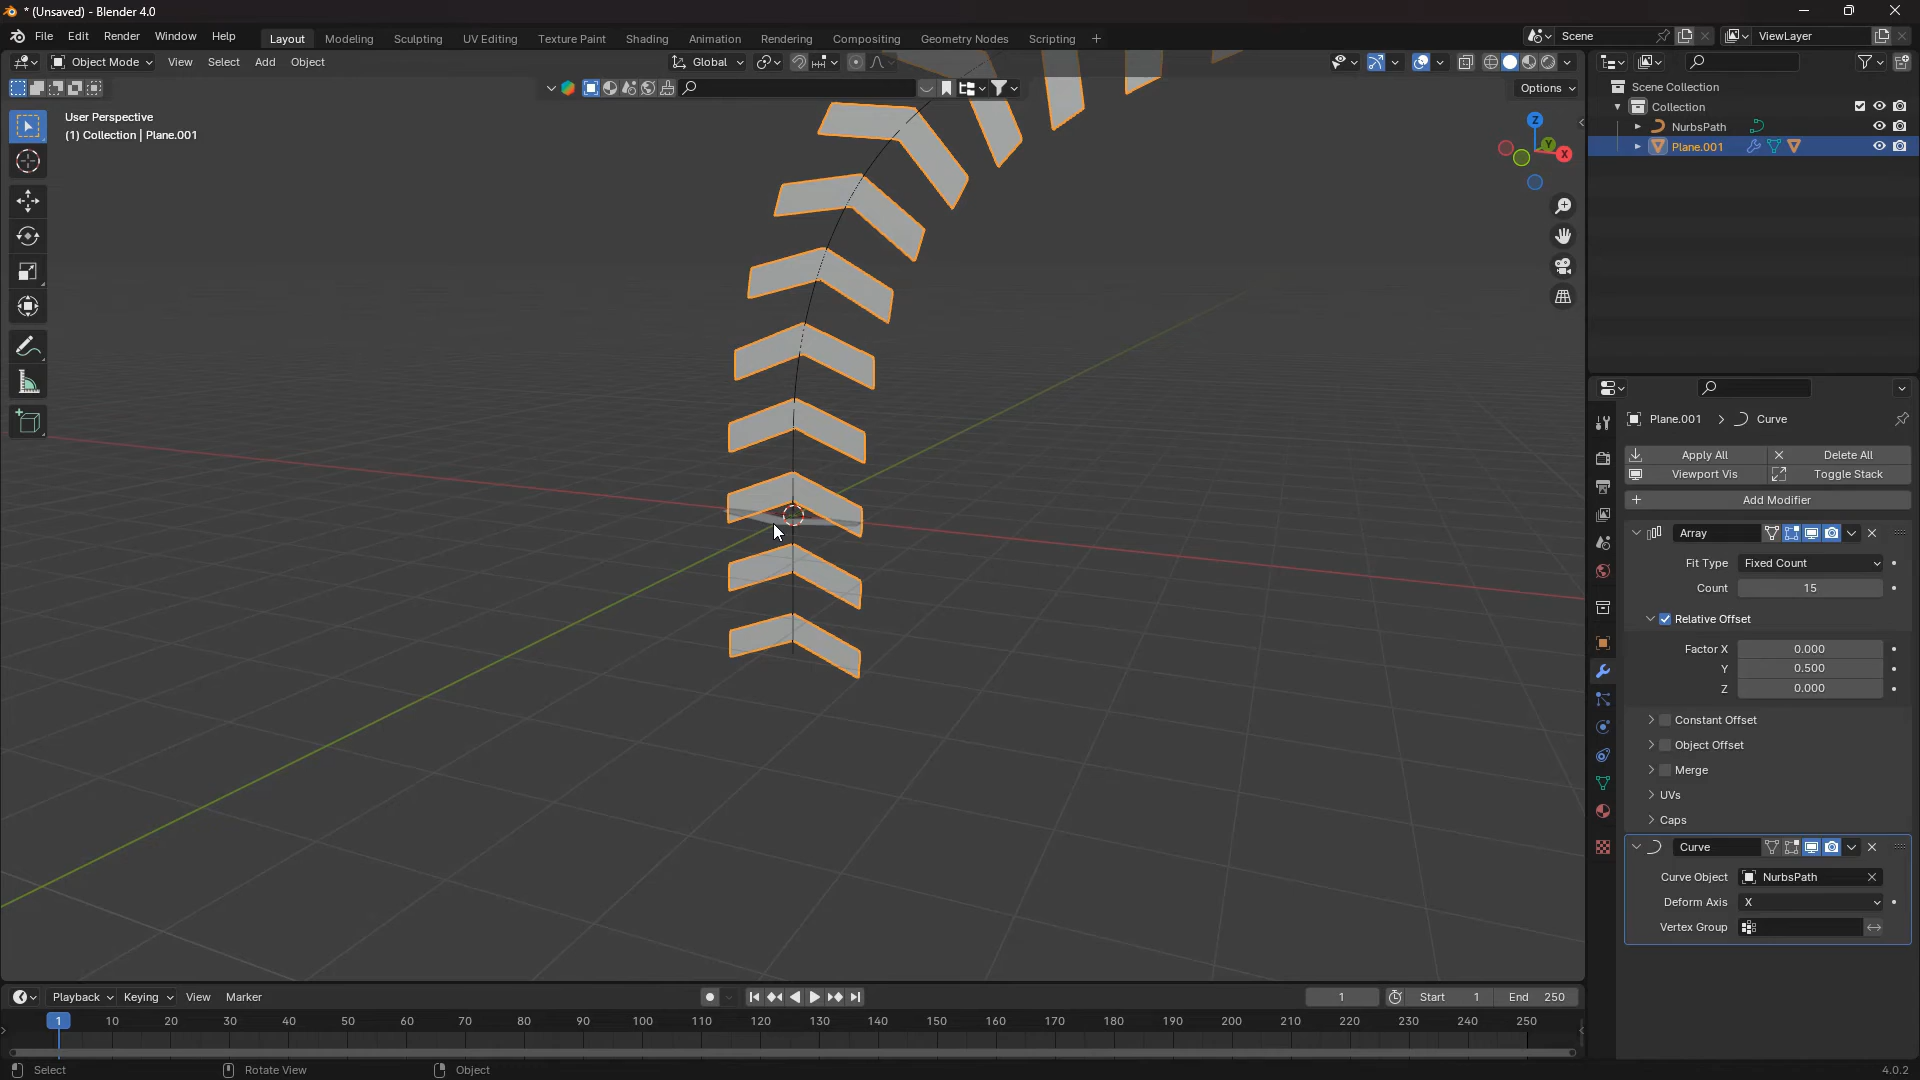 * (Unsaved) - Blender 4.0
File Edit Render Window Help Layout Modeling Sculpting UV Editing Texture Paint Shading Animation Rendering Compositing Geometry Nodes Scripting + Scene ViewLayer
Object Mode View Select Add Object Global
Options
User Perspective
(1) Collection | Plane.001
Z
Y
X
Scene Collection
Collection
NurbsPath
Plane.001
Plane.001 > Curve
Apply All Delete All
Viewport Vis Toggle Stack
Add Modifier
Array
Fit Type Fixed Count
Count 15
Relative Offset
Factor X 0.000
Y 0.500
Z 0.000
Constant Offset
Object Offset
Merge
UVs
Caps
Curve
Curve Object NurbsPath
Deform Axis X
Vertex Group
Playback Keying View Marker 1 Start 1 End 250
1 10 20 30 40 50 60 70 80 90 100 110 120 130 140 150 160 170 180 190 200 210 220 230 240 250
Select Rotate View Object 4.0.2